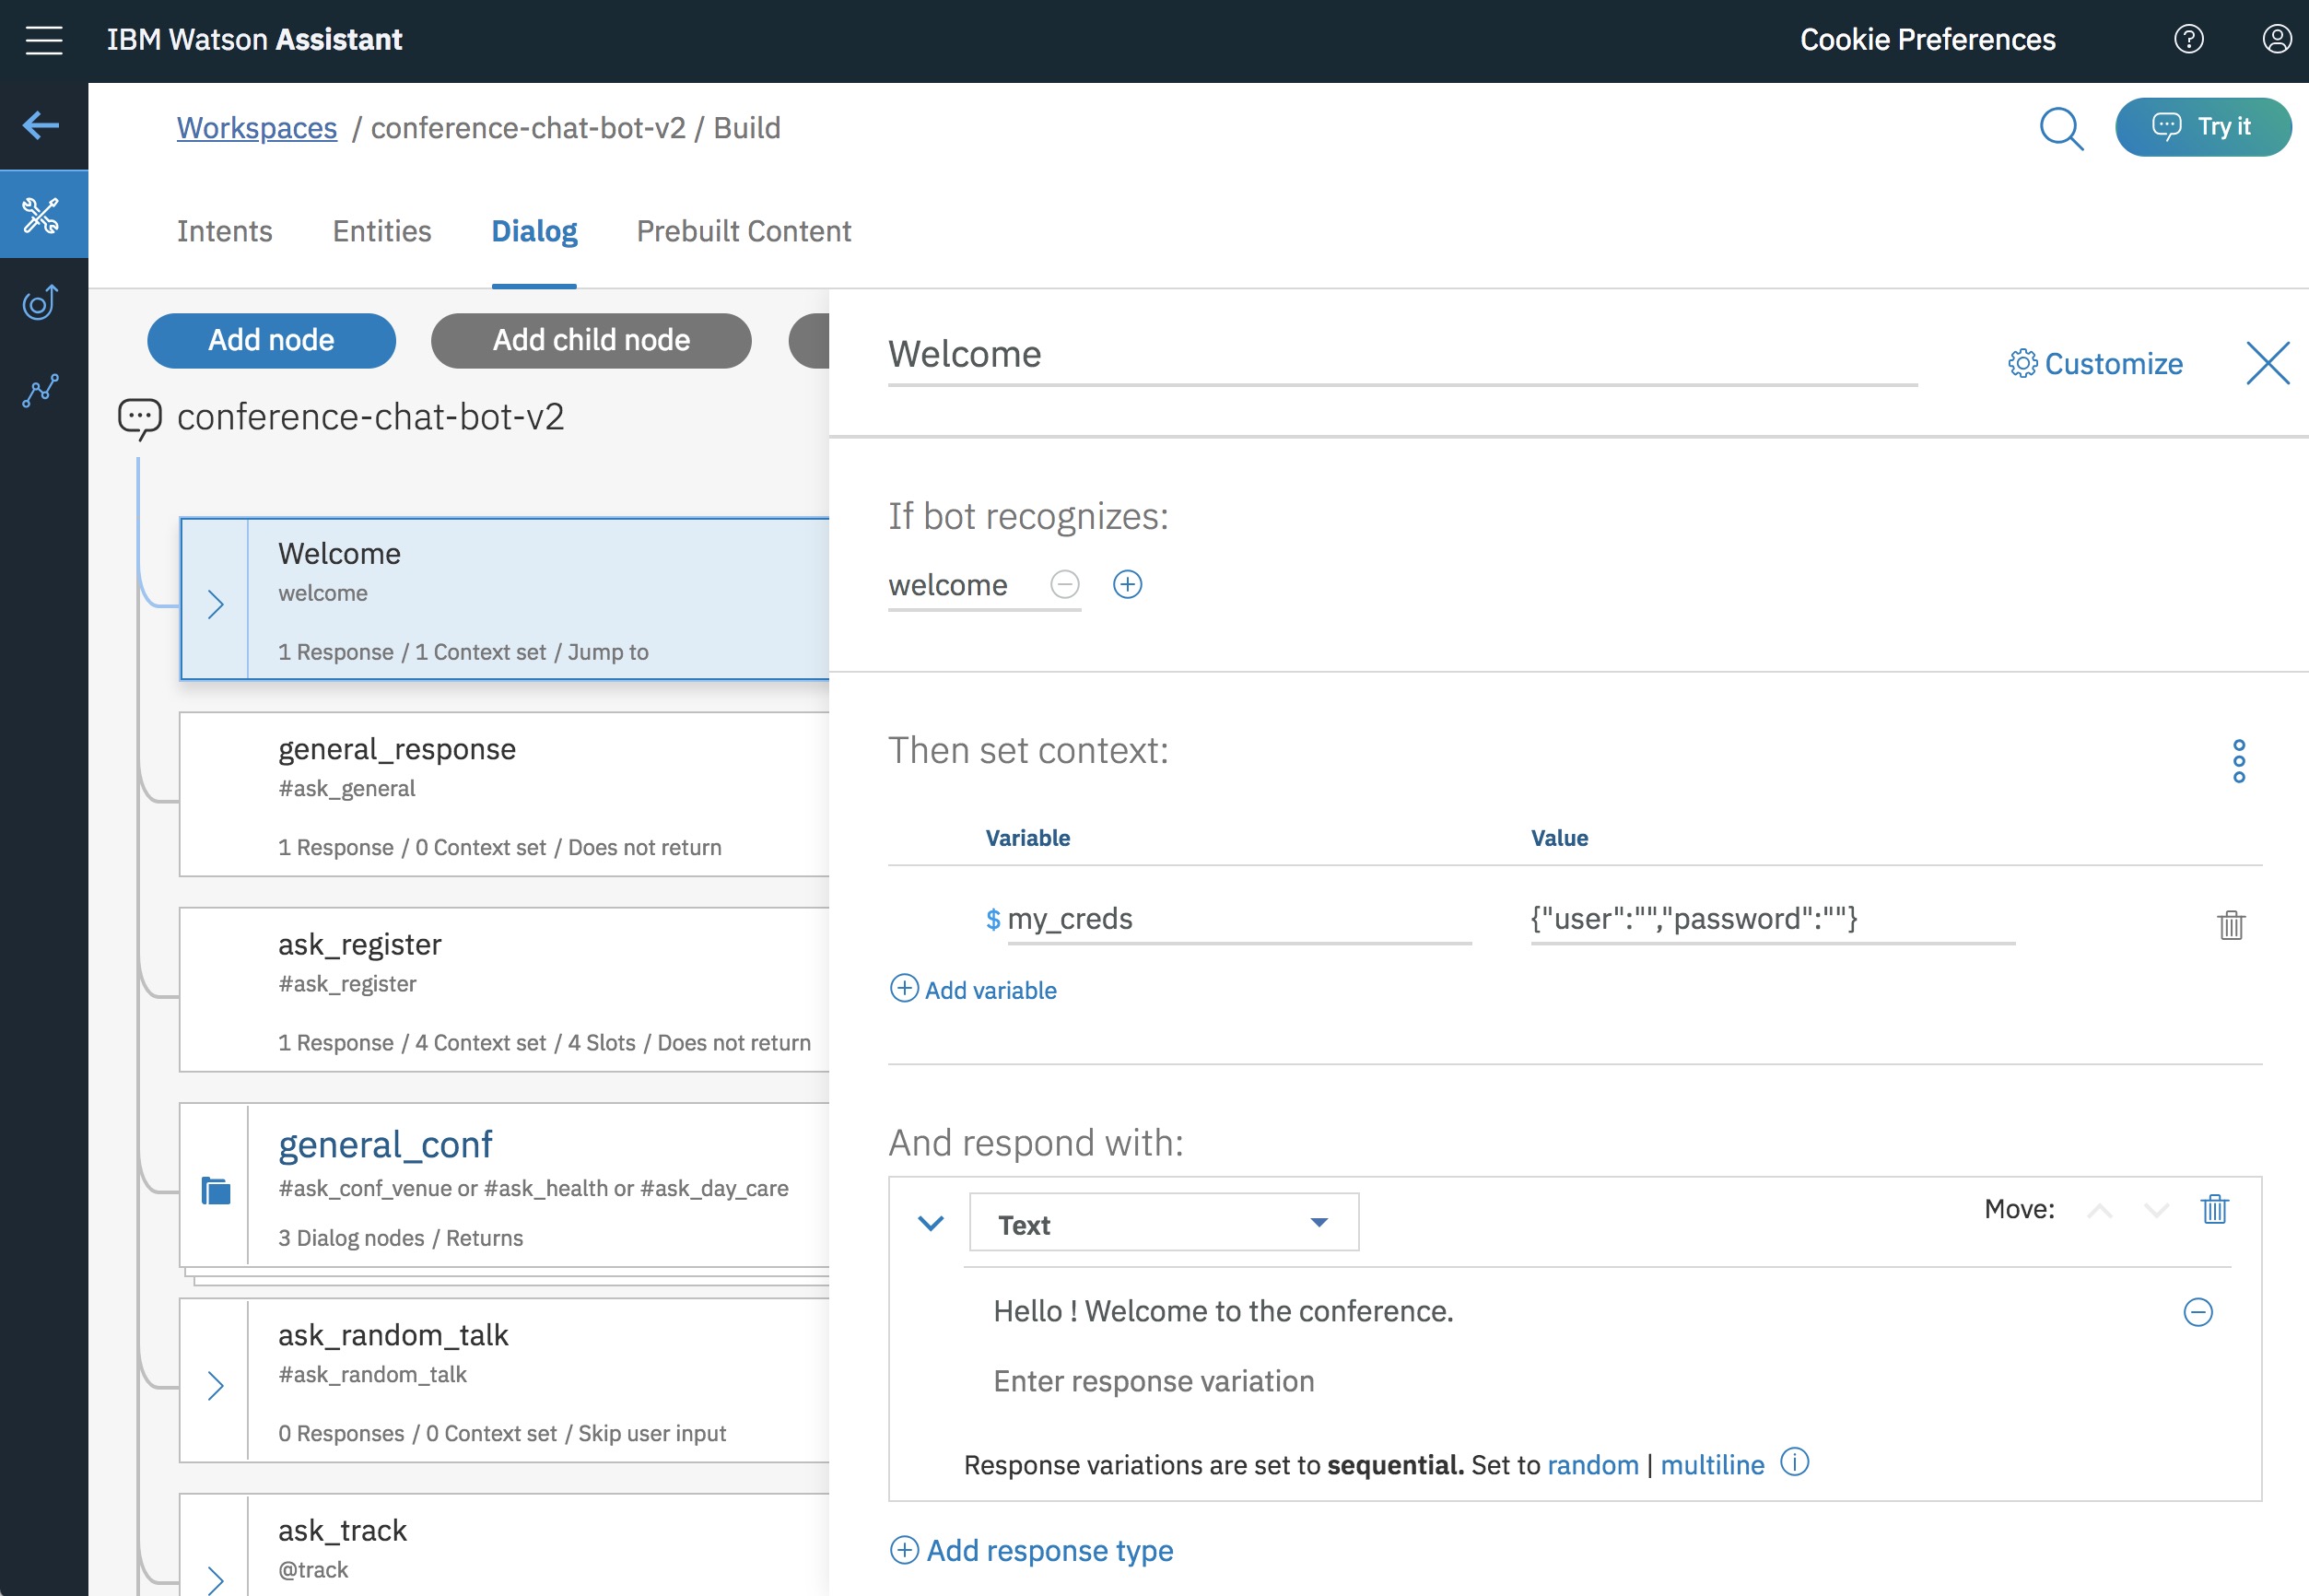 IBM Watson Assistant
Cookie Preferences
Workspaces / conference-chat-bot-v2 / Build
Try it
Intents
Entities
Dialog
Prebuilt Content
Add node
Add child node
conference-chat-bot-v2
Welcome
welcome
1 Response / 1 Context set / Jump to
general_response
#ask_general
1 Response / 0 Context set / Does not return
ask_register
#ask_register
1 Response / 4 Context set / 4 Slots / Does not return
general_conf
#ask_conf_venue or #ask_health or #ask_day_care
3 Dialog nodes / Returns
ask_random_talk
#ask_random_talk
0 Responses / 0 Context set / Skip user input
ask_track
@track
Welcome
Customize
If bot recognizes:
welcome
Then set context:
Variable
Value
$ my_creds
{"user":"","password":""}
Add variable
And respond with:
Text
Move:
Hello ! Welcome to the conference.
Enter response variation
Response variations are set to sequential. Set to random | multiline
Add response type